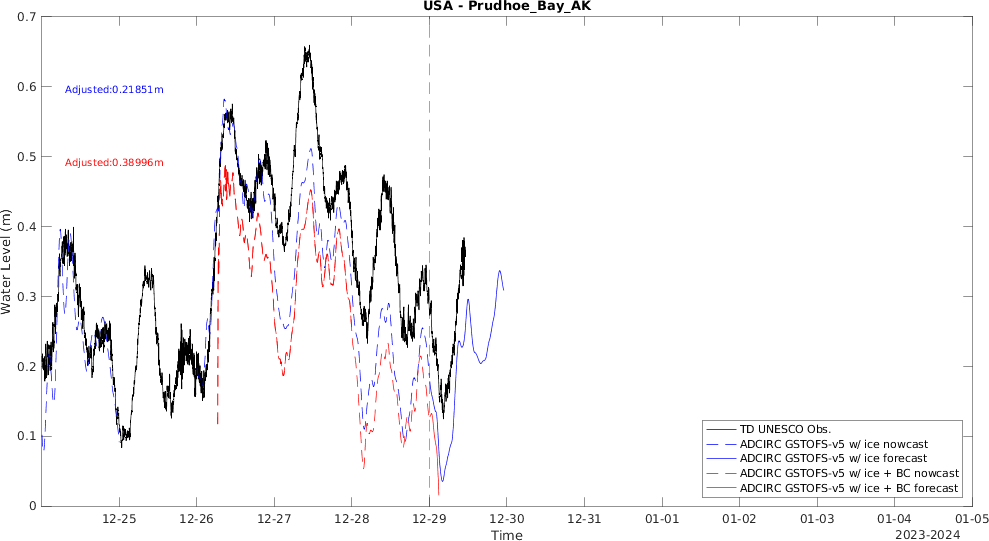 USA - Prudhoe_Bay_AK
0.7
0.6
0.5
0.4
0.3
0.2
0.1
0
Water Level (m)
Adjusted:0.21851m
Adjusted:0.38996m
TD UNESCO Obs.
ADCIRC GSTOFS-v5 w/ ice nowcast
ADCIRC GSTOFS-v5 w/ ice forecast
ADCIRC GSTOFS-v5 w/ ice + BC nowcast
ADCIRC GSTOFS-v5 w/ ice + BC forecast
12-25 12-26 12-27 12-28 12-29 12-30 12-31 01-01 01-02 01-03 01-04 01-05
Time
2023-2024